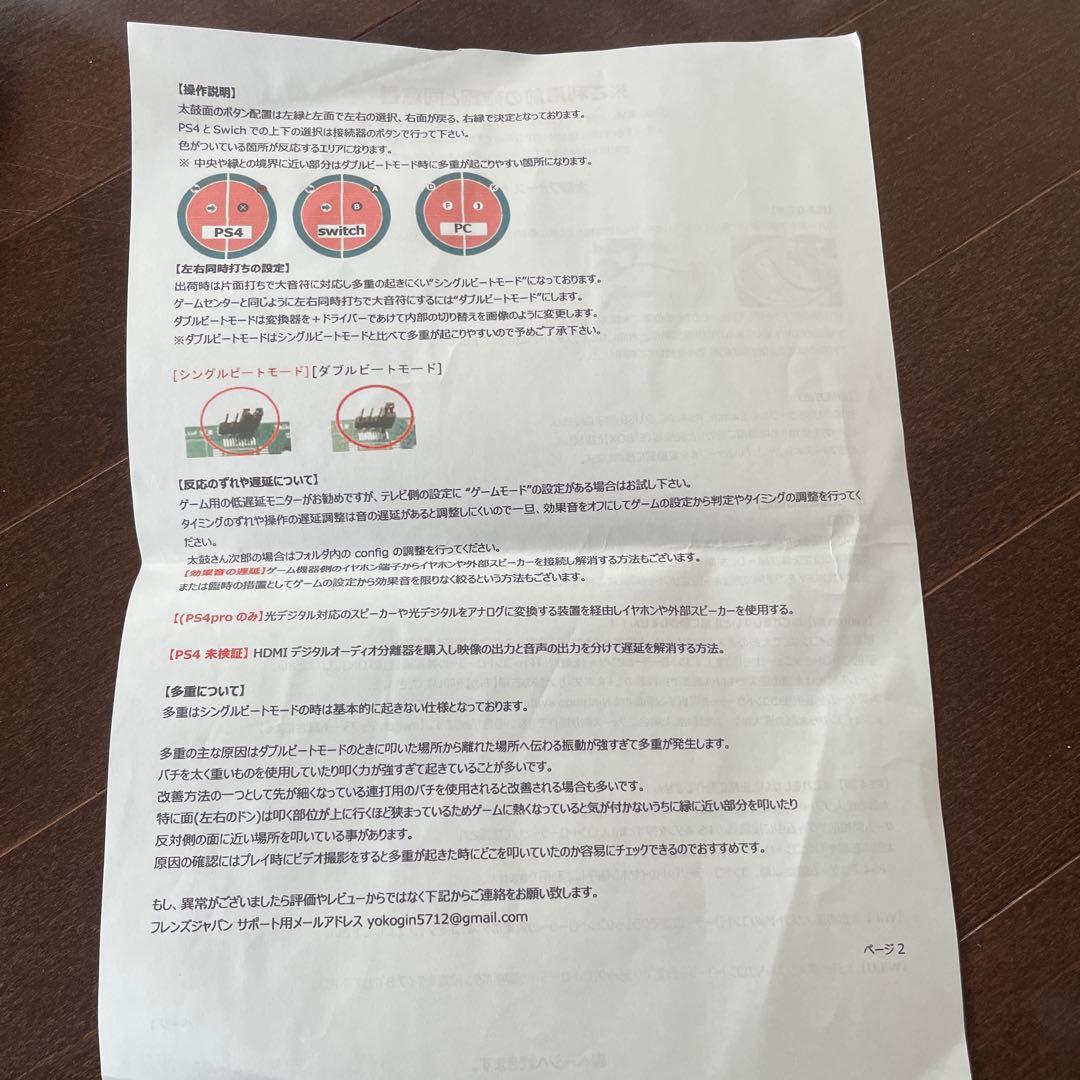 【操作説明】
太鼓面のボタン配置は左縁と左面で左右の選択、右面が戻る、右縁で決定となっております。
PS4とSwichでの上下の選択は接続器のボタンで行って下さい。
色がついている箇所が反応するエリアになります。
※ 中央や縁との境界に近い部分はダブルビートモード時に多重が起こりやすい箇所になります。
PS4
A
B
switch
D K
F J
PC
【左右同時打ちの設定】
出荷時は片面打ちで大音符に対応し多重の起きにくい“シングルビートモード”になっております。
ゲームセンターと同じように左右同時打ちで大音符にするには“ダブルビートモード”にします。
ダブルビートモードは変換器を+ドライバーであけて内部の切り替えを画像のように変更します。
※ダブルビートモードはシングルビートモードと比べて多重が起こりやすいので予めご了承下さい。
[シングルビートモード][ダブルビートモード]
【反応のずれや遅延について】
ゲーム用の低遅延モニターがお勧めですが、テレビ側の設定に “ゲームモード”の設定がある場合はお試し下さい。
タイミングのずれや操作の遅延調整は音の遅延があると調整しにくいので一旦、効果音をオフにしてゲームの設定から判定やタイミングの調整を行ってく
ださい。
太鼓さん次郎の場合はフォルダ内の config の調整を行ってください。
【効果音の遅延】ゲーム機器側のイヤホン端子からイヤホンや外部スピーカーを接続し解消する方法もございます。
または臨時の措置としてゲームの設定から効果音を限りなく絞るという方法もございます。
【(PS4pro のみ】光デジタル対応のスピーカーや光デジタルをアナログに変換する装置を経由しイヤホンや外部スピーカーを使用する。
【PS4 未検証】HDMI デジタルオーディオ分離器を購入し映像の出力と音声の出力を分けて遅延を解消する方法。
【多重について】
多重はシングルビートモードの時は基本的に起きない仕様となっております。
多重の主な原因はダブルビートモードのときに叩いた場所から離れた場所へ伝わる振動が強すぎて多重が発生します。
バチを太く重いものを使用していたり叩く力が強すぎて起きていることが多いです。
改善方法の一つとして先が細くなっている連打用のバチを使用されると改善される場合も多いです。
特に面(左右のドン)は叩く部位が上に行くほど狭まっているためゲームに熱くなっていると気が付かないうちに縁に近い部分を叩いたり
反対側の面に近い場所を叩いている事があります。
原因の確認にはプレイ時にビデオ撮影をすると多重が起きた時にどこを叩いていたのか容易にチェックできるのでおすすめです。
もし、異常がございましたら評価やレビューからではなく下記からご連絡をお願い致します。
フレンズジャパン サポート用メールアドレス yokogin5712@gmail.com
ページ 2